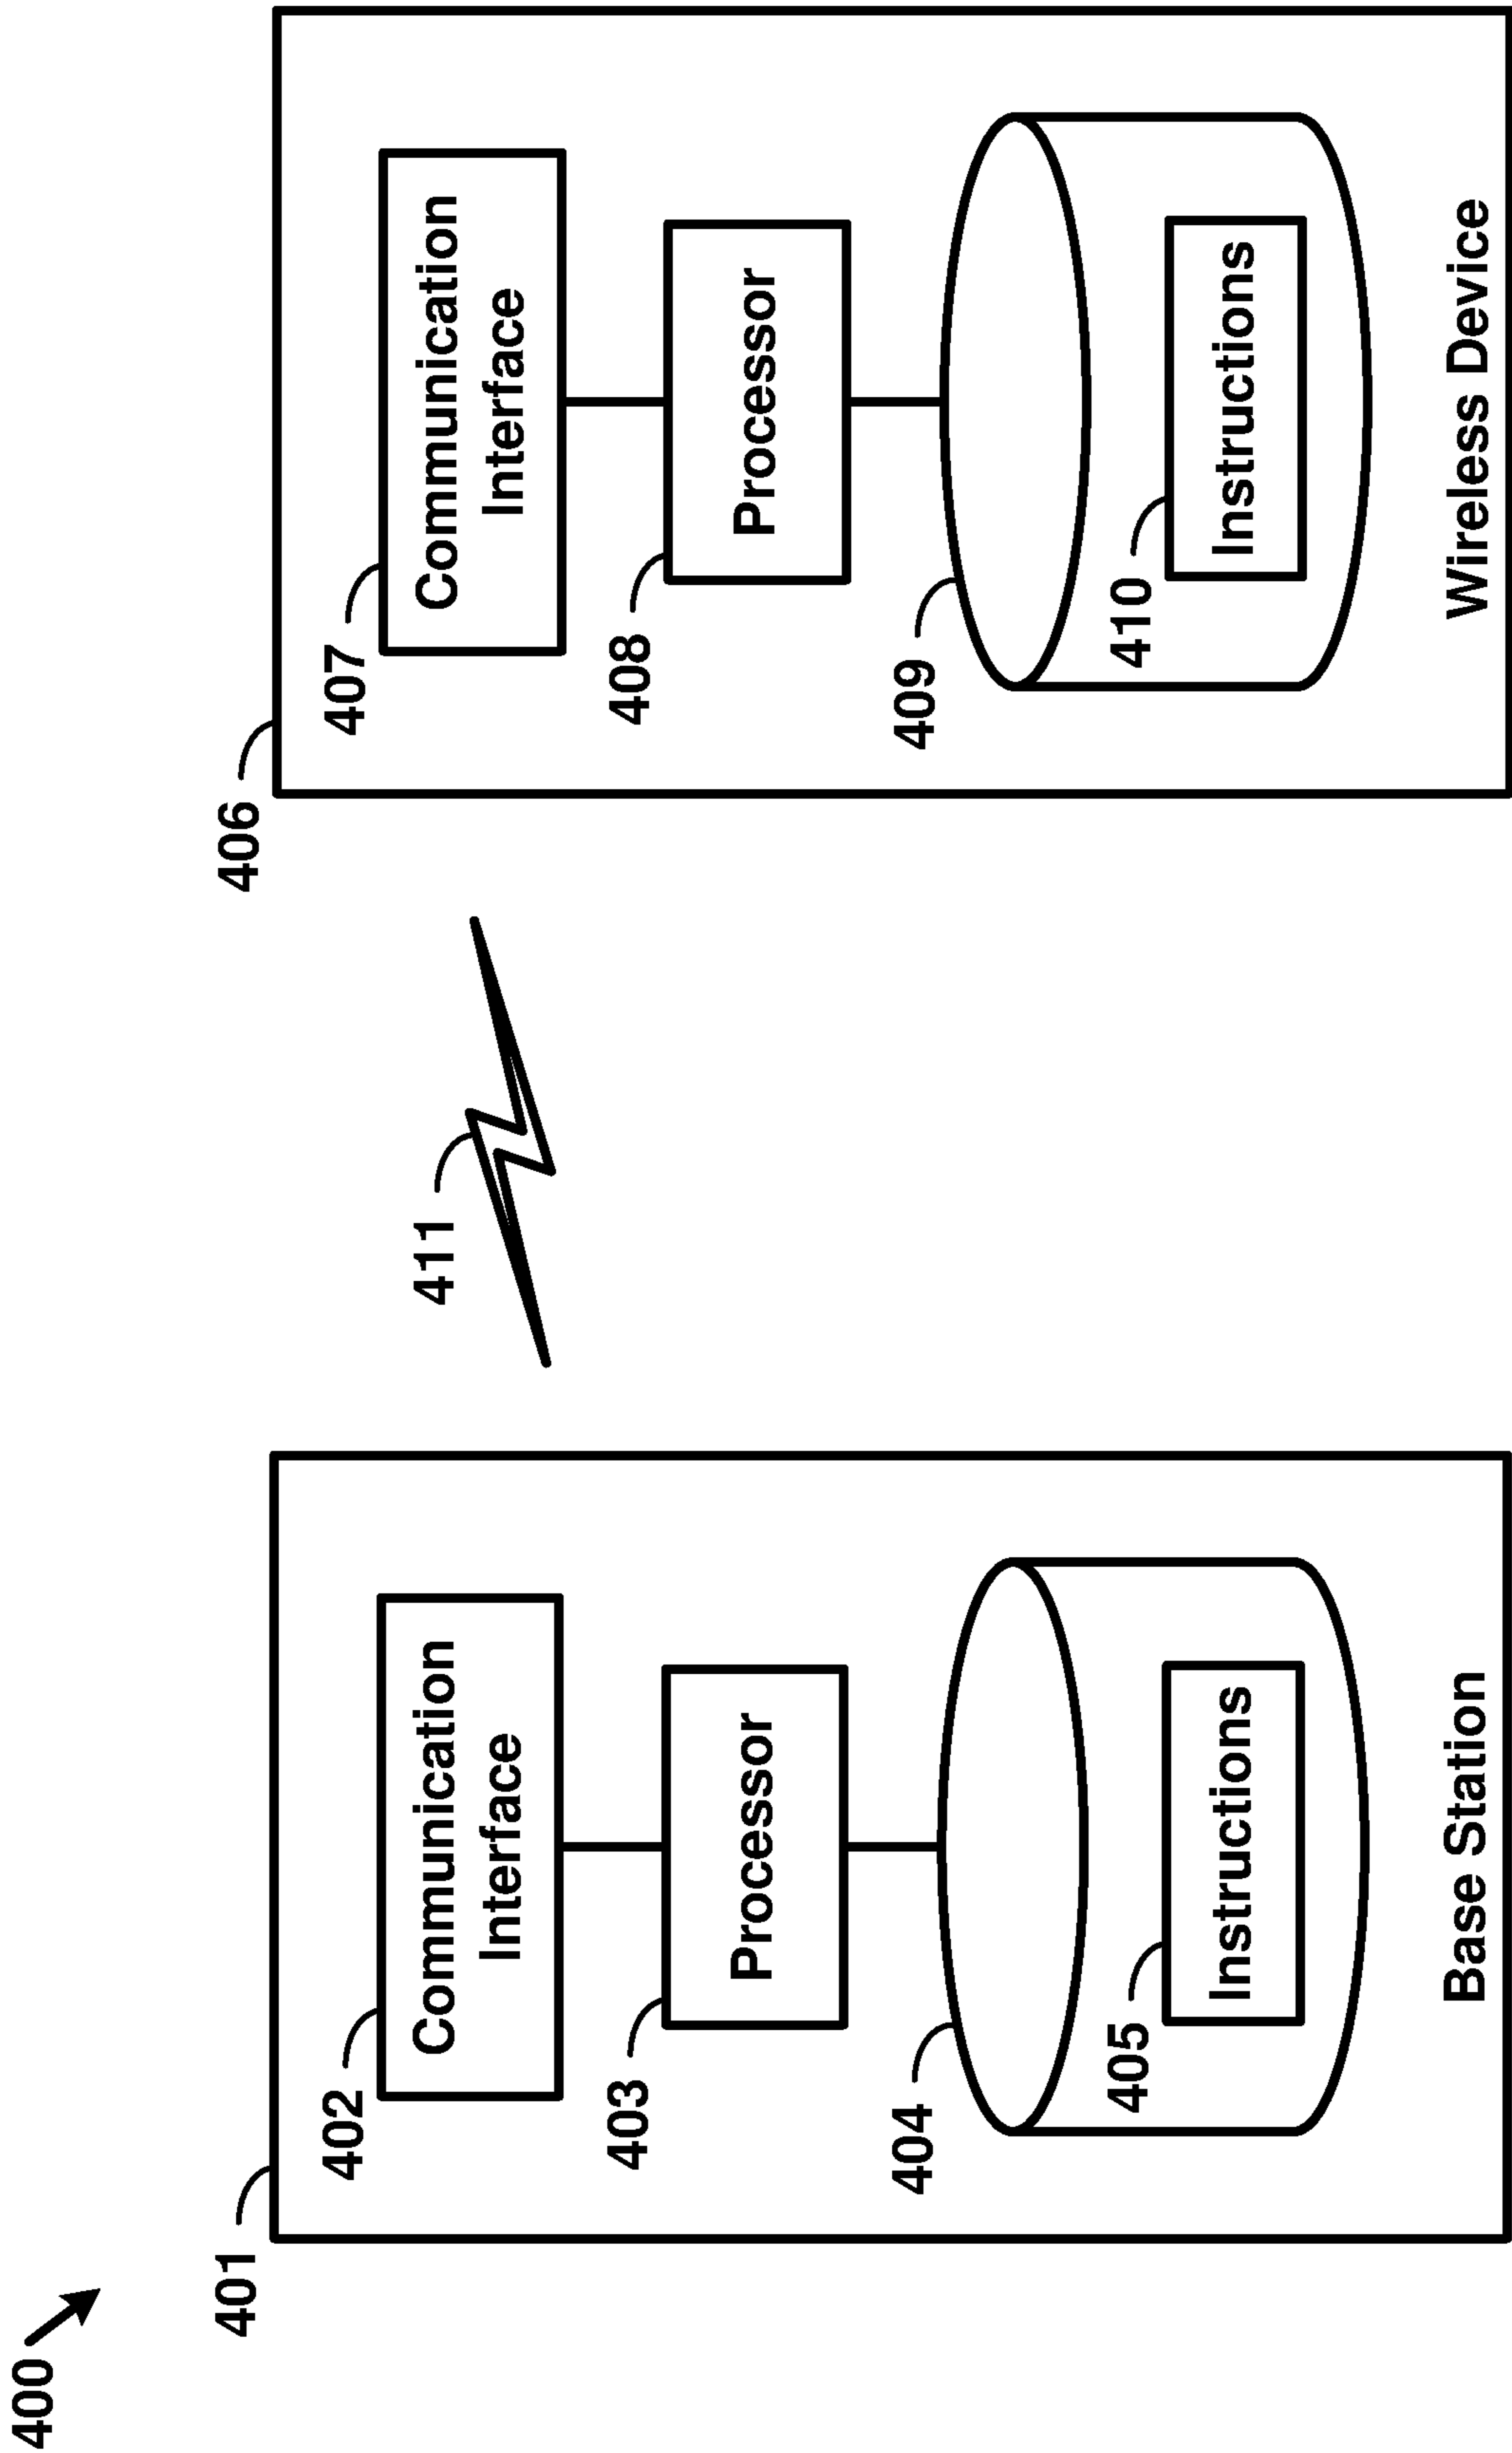 400
401
402
Communication
Interface
403
Processor
404
405
Instructions
Base Station
411
406
407
Communication
Interface
408
Processor
409
410
Instructions
Wireless Device